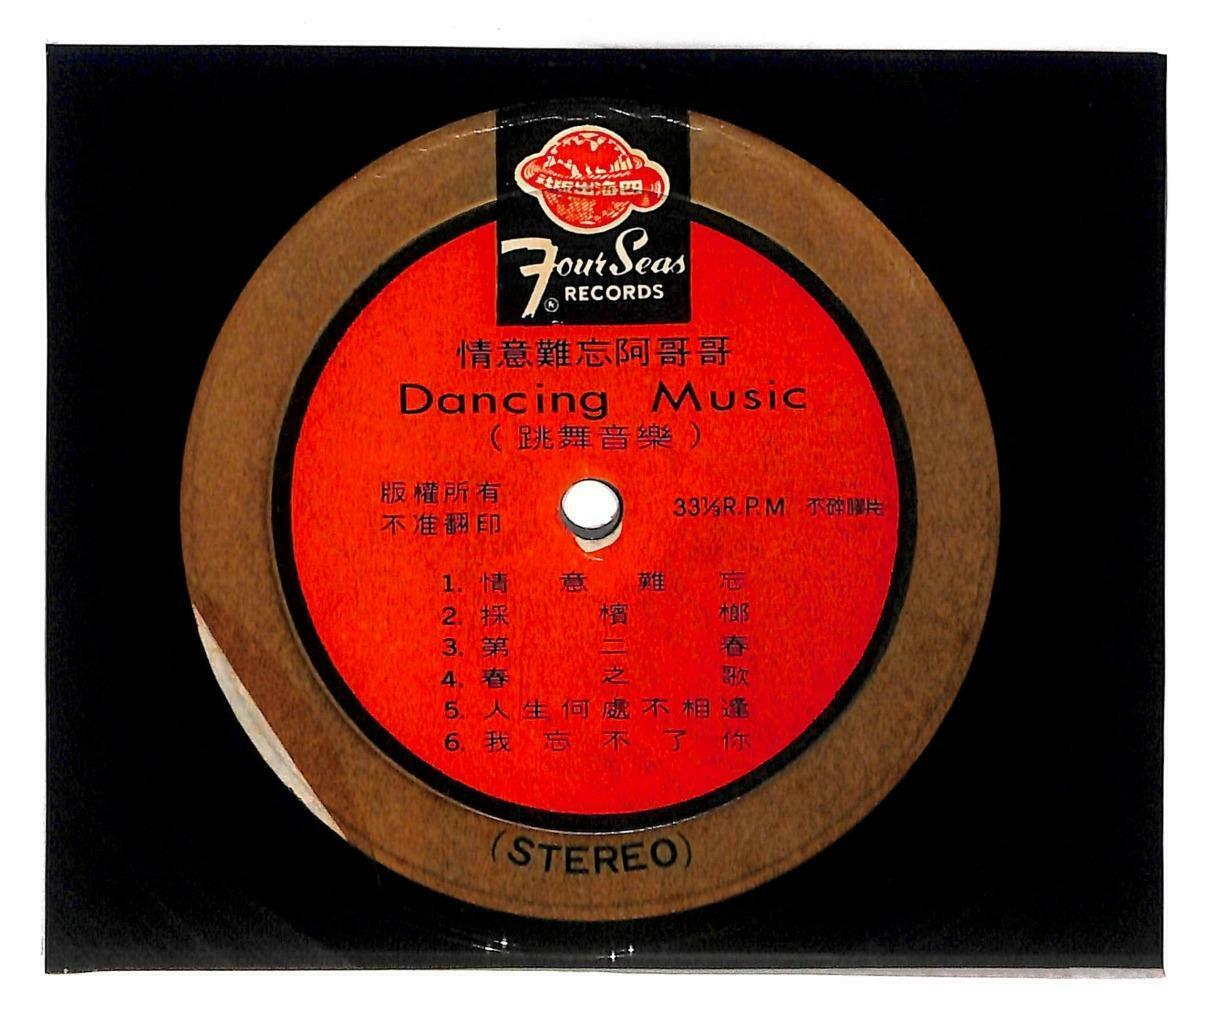 四海出版社
Four Seas
RECORDS
®
情意難忘阿哥哥
Dancing Music
(跳舞音樂)
版權所有
不准翻印
33⅓R.P.M 不碎膠片
1. 情意難忘
2. 採檳榔
3. 第二春
4. 春之歌
5. 人生何處不相逢
6. 我忘不了你
(STEREO)